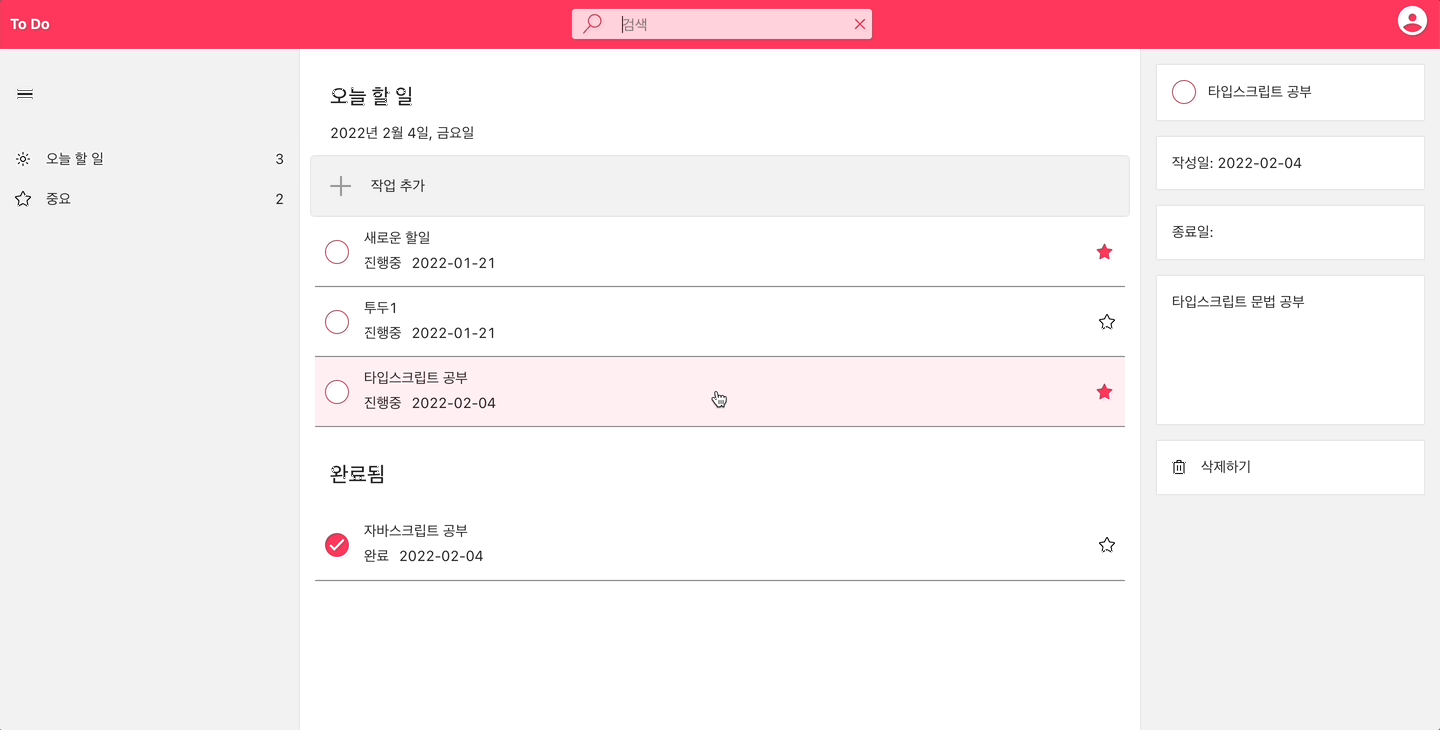 To Do
검색
오늘 할 일 3
중요 2
오늘 할 일
2022년 2월 4일, 금요일
작업 추가
새로운 할일
진행중 2022-01-21
투두1
진행중 2022-01-21
타입스크립트 공부
진행중 2022-02-04
완료됨
자바스크립트 공부
완료 2022-02-04
타입스크립트 공부
작성일: 2022-02-04
종료일:
타입스크립트 문법 공부
삭제하기